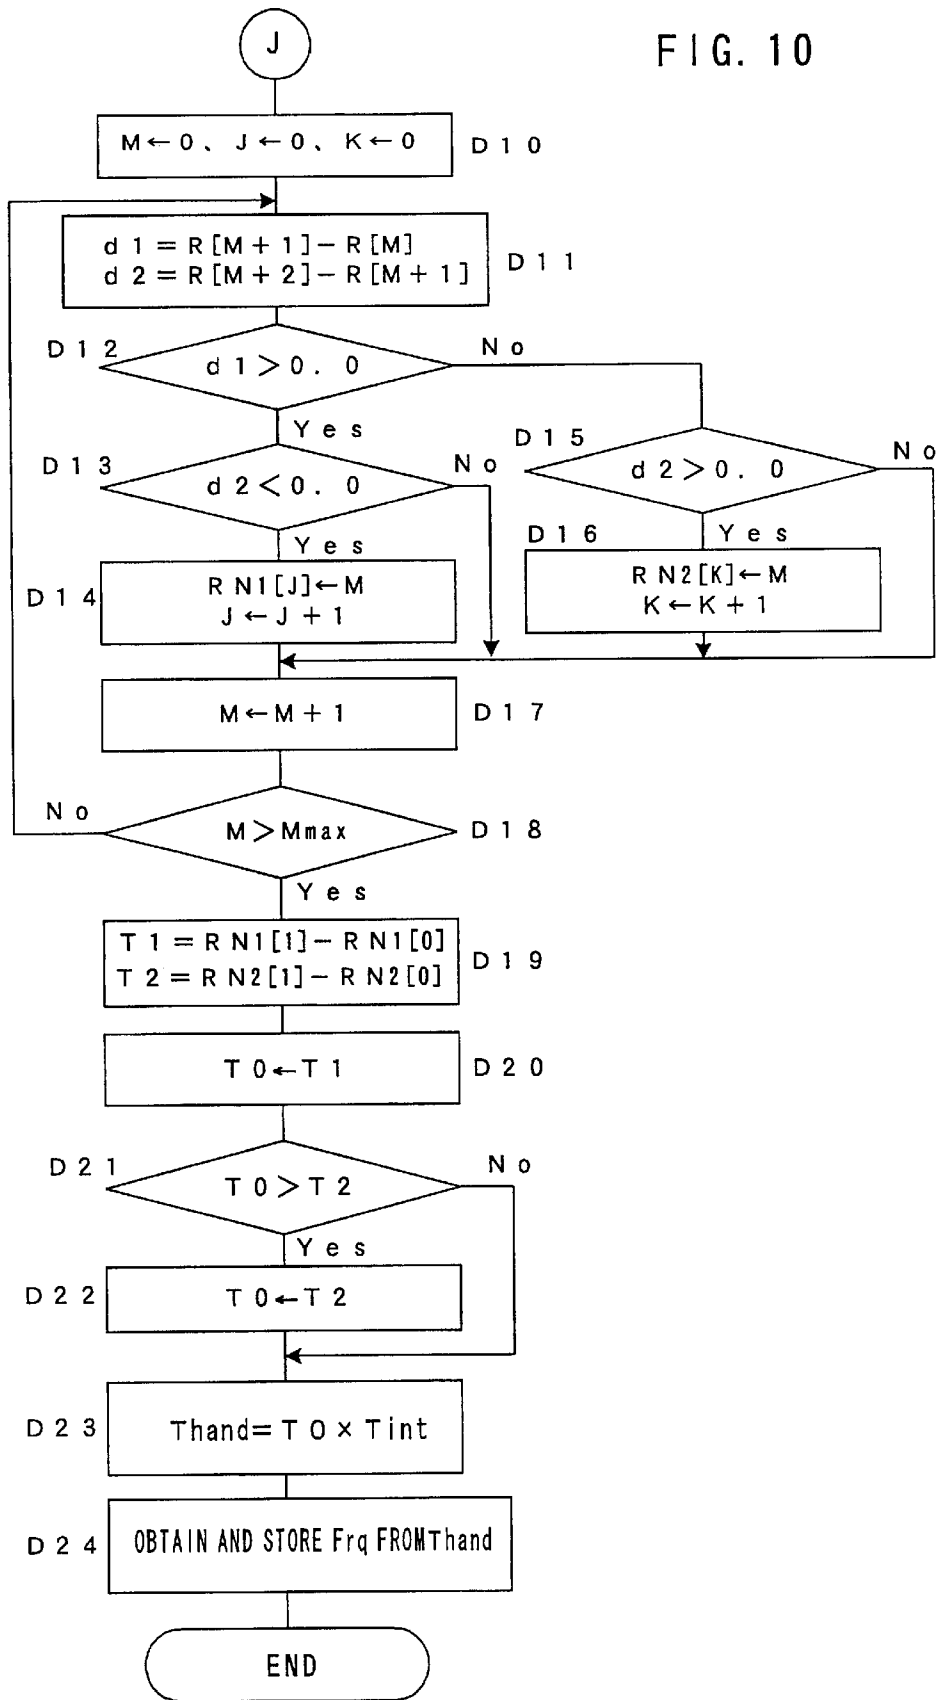 J
FIG. 10
M←0、J←0、K←0
D10
d1=R[M+1]−R[M]
d2=R[M+2]−R[M+1]
D11
D12
d1>0.0
No
Yes
D13
d2<0.0
No
D15
d2>0.0
No
Yes
D16
Yes
D14
RN1[J]←M
J←J+1
RN2[K]←M
K←K+1
M←M+1
D17
No
M>Mmax
D18
Yes
T1=RN1[1]−RN1[0]
T2=RN2[1]−RN2[0]
D19
T0←T1
D20
D21
T0>T2
No
Yes
D22
T0←T2
D23
Thand=T0×Tint
D24
OBTAIN AND STORE Frq FROMThand
END